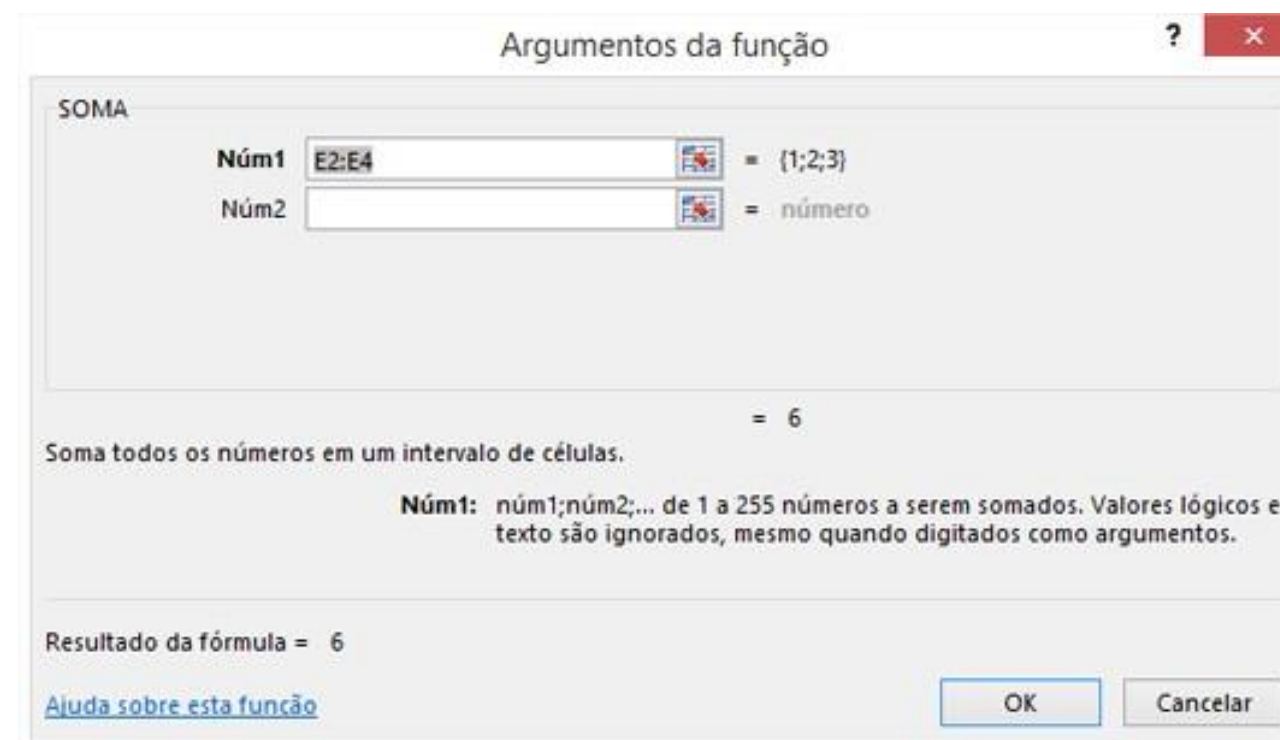 Argumentos da função
?
SOMA
Núm1 E2:E4 = {1;2;3}
Núm2 = número
= 6
Soma todos os números em um intervalo de células.
Núm1: núm1;núm2;... de 1 a 255 números a serem somados. Valores lógicos e
texto são ignorados, mesmo quando digitados como argumentos.
Resultado da fórmula = 6
Ajuda sobre esta função
OK
Cancelar